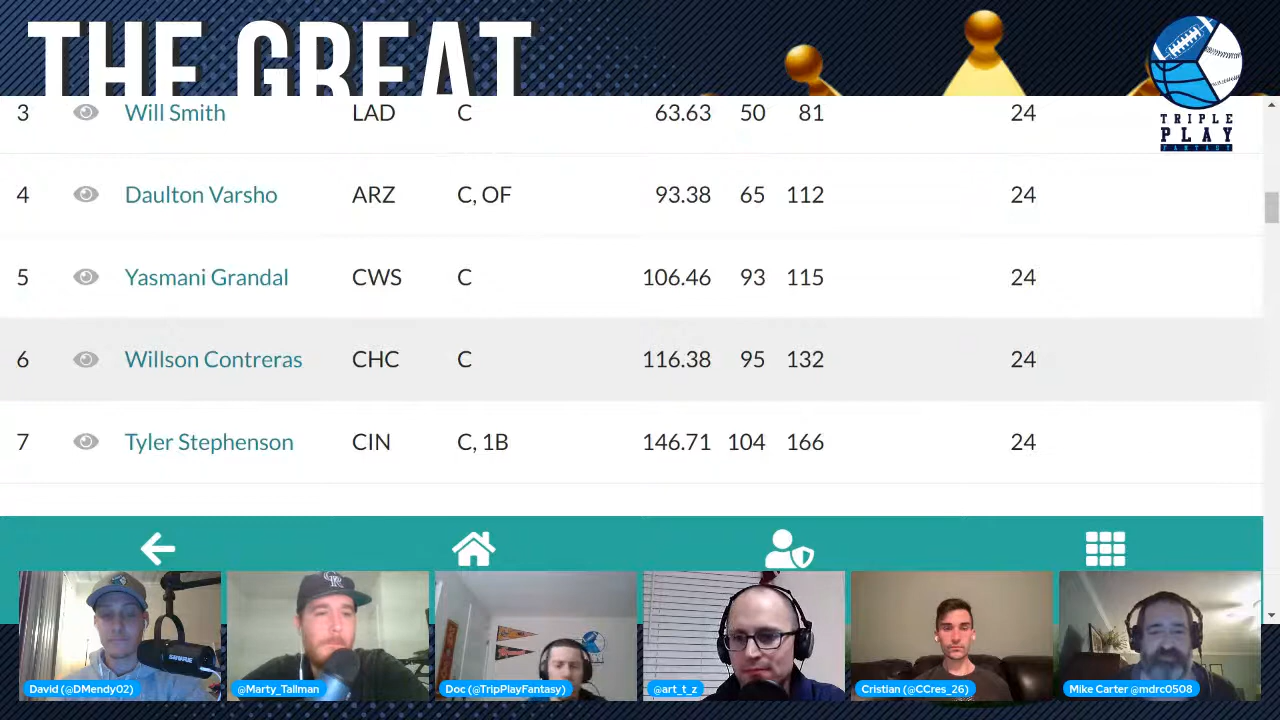 THE GREAT
3 Will Smith LAD C 63.63 50 81 24
4 Daulton Varsho ARZ C, OF 93.38 65 112 24
5 Yasmani Grandal CWS C 106.46 93 115 24
6 Willson Contreras CHC C 116.38 95 132 24
7 Tyler Stephenson CIN C, 1B 146.71 104 166 24
TRIPLE
PLAY
FANTASY
David (@DMendy02)
@Marty_Tallman
Doc (@TripPlayFantasy)
@art_t_z
Cristian (@CCres_26)
Mike Carter @mdrc0508